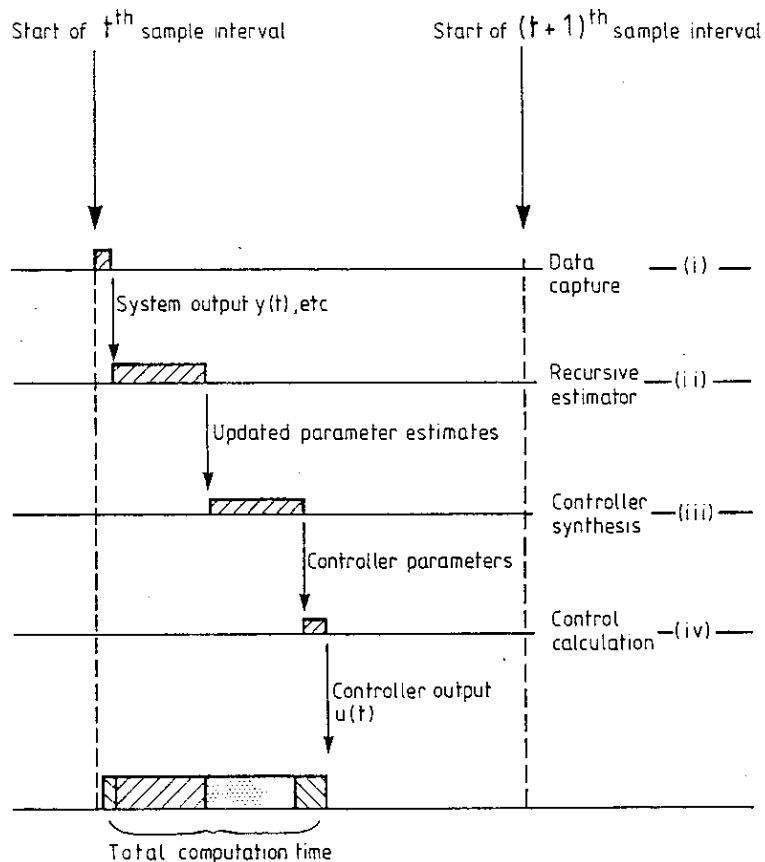 Start of tth sample interval
Start of (t+1)th sample interval
Data capture —(i)—
System output y(t),etc
Recursive estimator —(ii)—
Updated parameter estimates
Controller synthesis —(iii)—
Controller parameters
Control calculation —(iv)—
Controller output u(t)
Total computation time